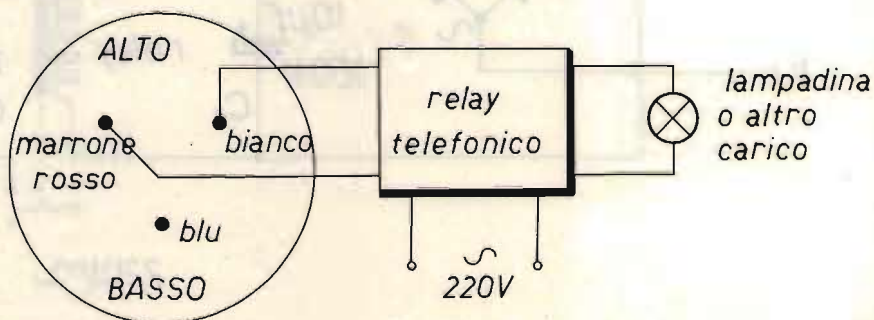 ALTO
marrone
rosso
bianco
blu
BASSO
relay
telefonico
220V
lampadina
o altro
carico